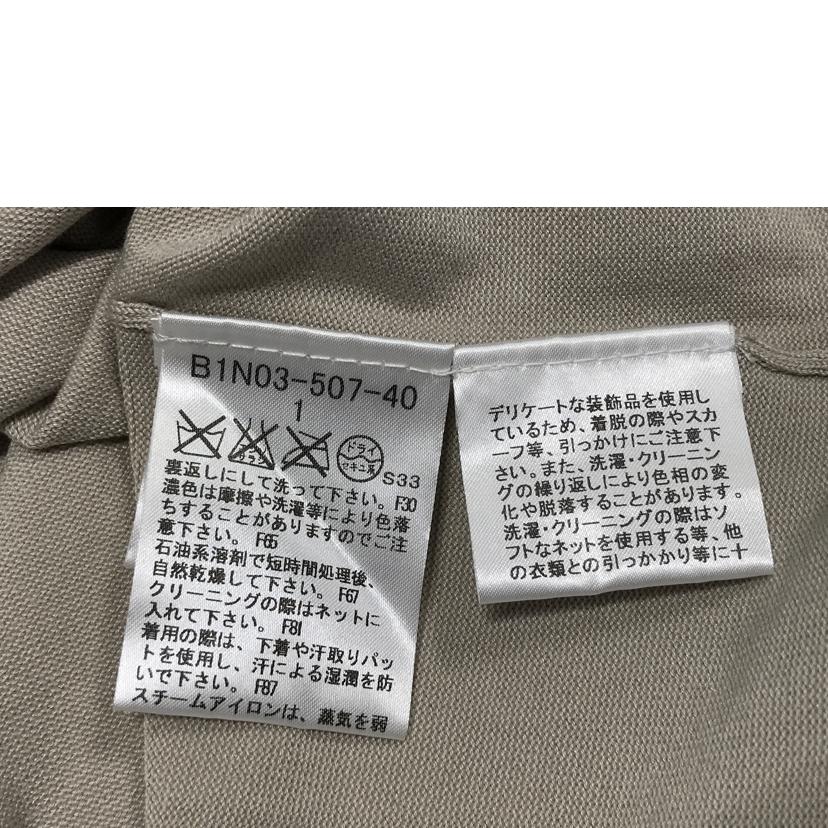 B1N03-507-40
1
エンソ
サラシ
ドライ
セキユ系
S33
裏返しにして洗って下さい。F30
濃色は摩擦や洗濯等により色落
ちすることがありますのでご注
意下さい。F65
石油系溶剤で短時間処理後、
自然乾燥して下さい。F67
クリーニングの際はネットに
入れて下さい。F81
着用の際は、下着や汗取りパッ
トを使用し、汗による湿潤を防
いで下さい。F87
スチームアイロンは、蒸気を弱
デリケートな装飾品を使用し
ているため、着脱の際やスカ
ーフ等、引っかけにご注意下
さい。また、洗濯・クリーニン
グの繰り返しにより色相の変
化や脱落することがあります。
洗濯・クリーニングの際はソ
フトなネットを使用する等、他
の衣類との引っかかり等に十